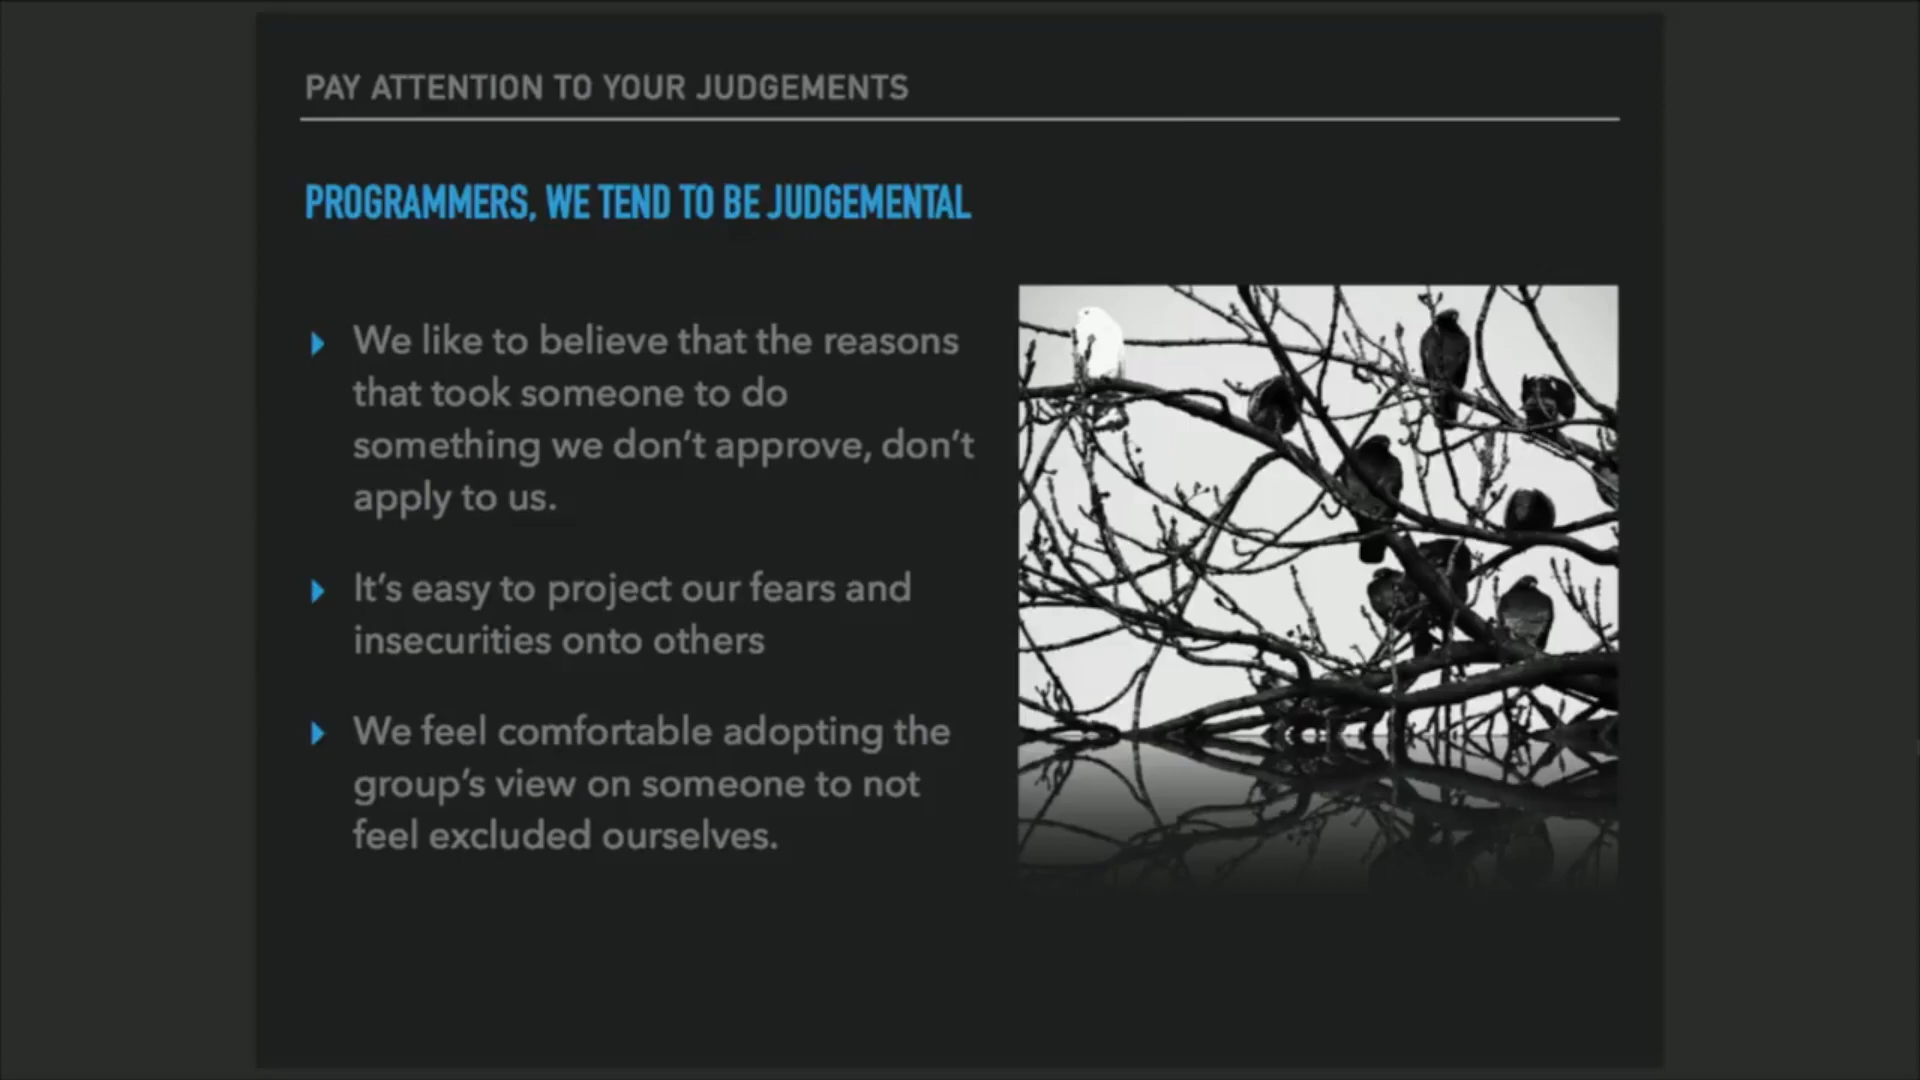 PAY ATTENTION TO YOUR JUDGEMENTS
PROGRAMMERS, WE TEND TO BE JUDGEMENTAL
We like to believe that the reasons
that took someone to do
something we don't approve, don't
apply to us.
It's easy to project our fears and
insecurities onto others
We feel comfortable adopting the
group's view on someone to not
feel excluded ourselves.